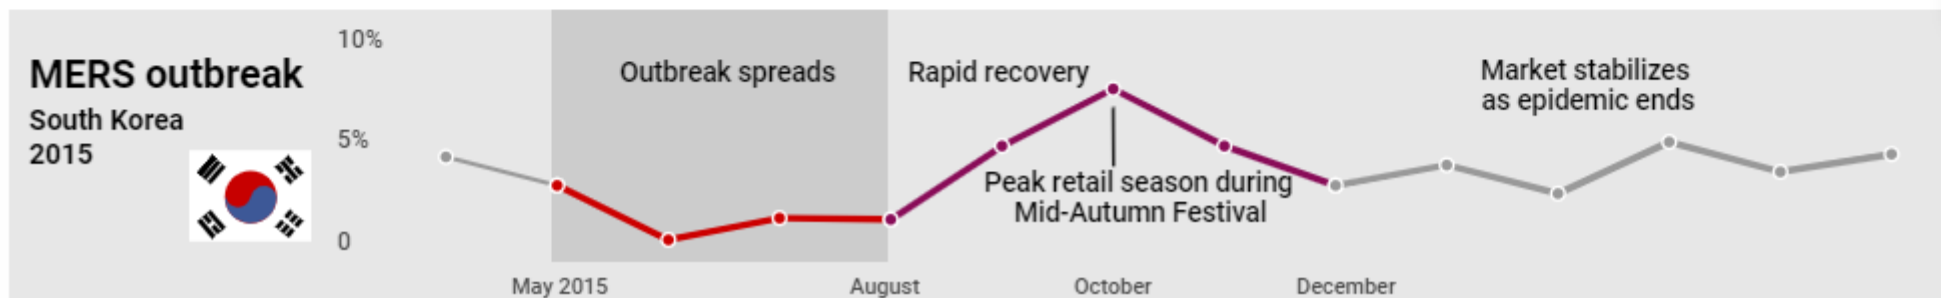 MERS outbreak
South Korea
2015
10%
5%
0
Outbreak spreads
Rapid recovery
Peak retail season during
Mid-Autumn Festival
Market stabilizes
as epidemic ends
May 2015
August
October
December